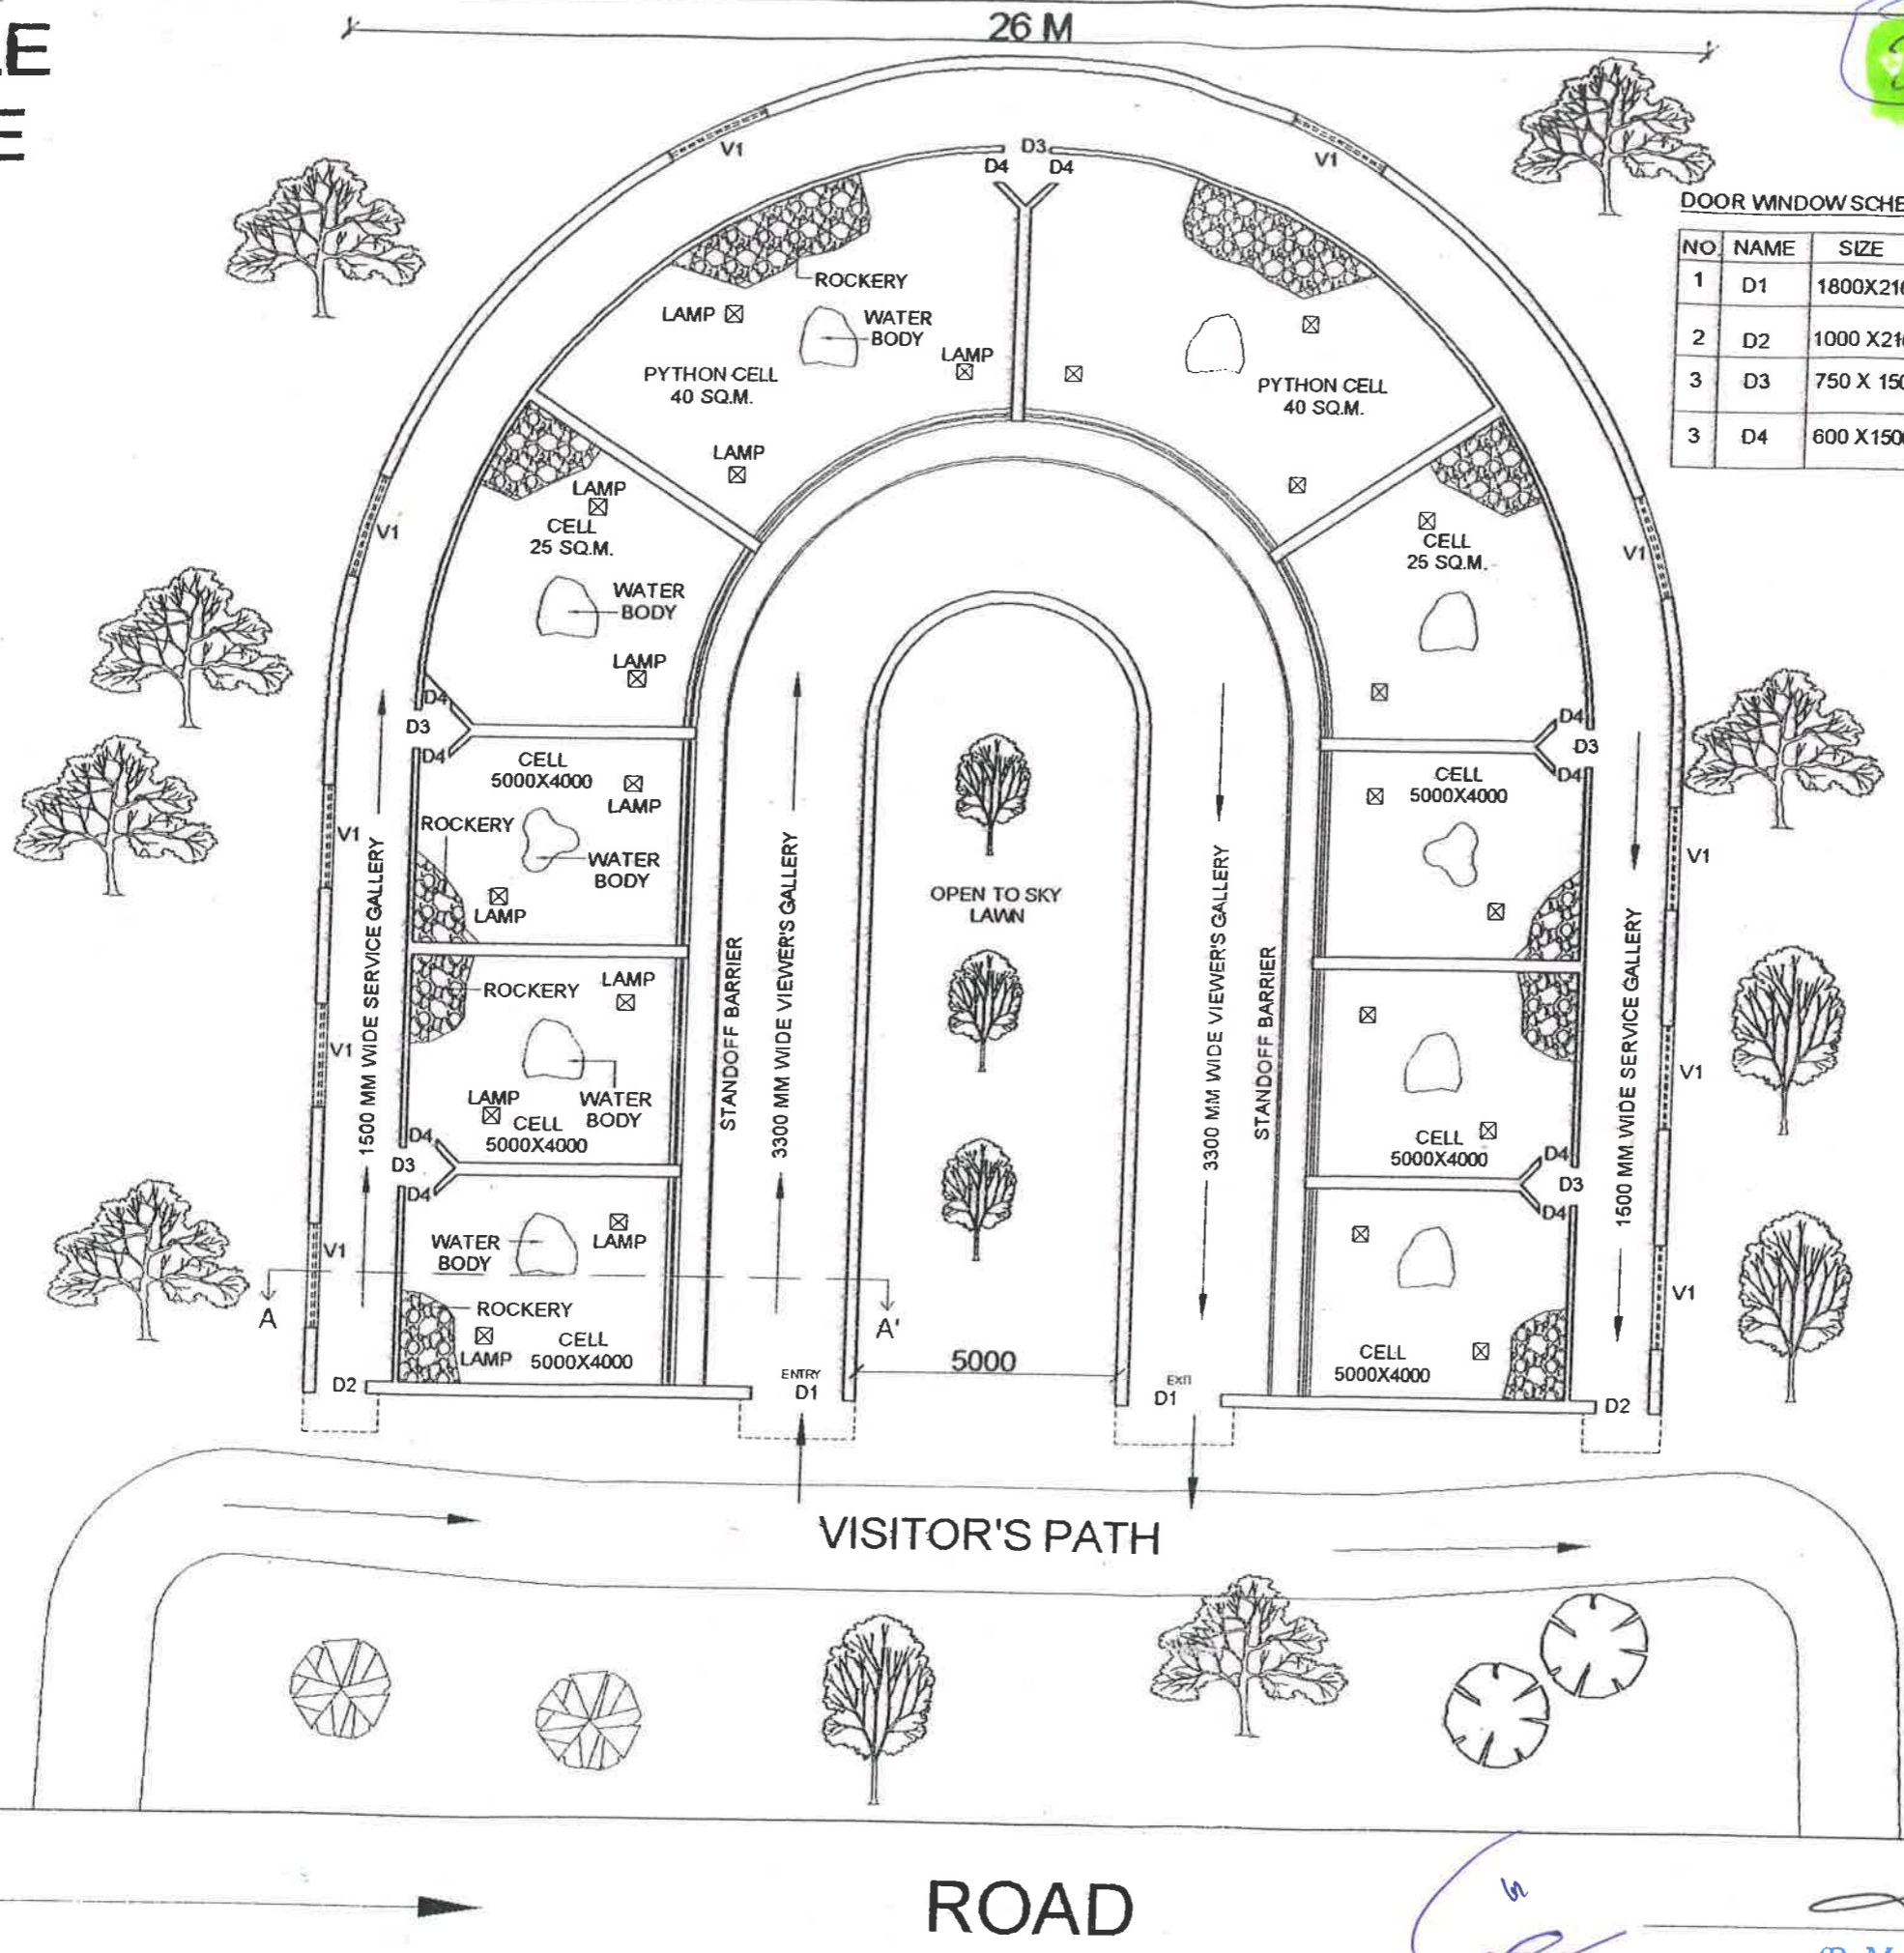 26 M
V1
D3
V1
D4
D4
DOOR WINDOW SCHE
NO. NAME SIZE
1 D1 1800X21
2 D2 1000 X21
3 D3 750 X 150
3 D4 600 X150
ROCKERY
LAMP
WATER
BODY
LAMP
PYTHON CELL
40 SQ.M.
PYTHON CELL
40 SQ.M.
LAMP
LAMP
CELL
25 SQ.M.
CELL
25 SQ.M.
V1
V1
WATER
BODY
LAMP
D4
D3
D4
D4
D3
D4
CELL
5000X4000
LAMP
CELL
5000X4000
ROCKERY
V1
V1
WATER
BODY
LAMP
OPEN TO SKY
LAWN
1500 MM WIDE SERVICE GALLERY
STANDOFF BARRIER
3300 MM WIDE VIEWER'S GALLERY
3300 MM WIDE VIEWER'S GALLERY
STANDOFF BARRIER
1500 MM WIDE SERVICE GALLERY
ROCKERY
LAMP
V1
V1
LAMP
WATER
BODY
CELL
5000X4000
CELL
5000X4000
D4
D3
D4
D4
D3
D4
WATER
BODY
LAMP
V1
V1
A
A'
ROCKERY
LAMP
CELL
5000X4000
5000
CELL
5000X4000
D2
ENTRY
D1
EXIT
D1
D2
VISITOR'S PATH
ROAD